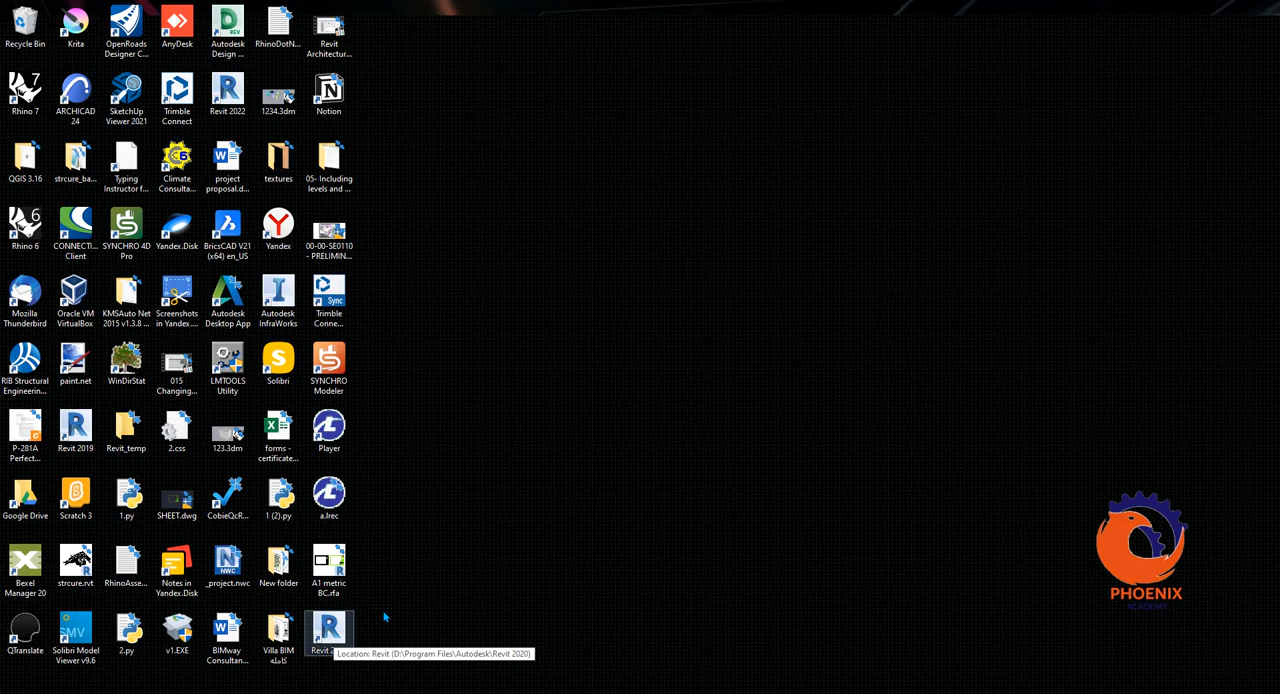 Recycle Bin
Krita
OpenRoads
Designer C...
AnyDesk
Autodesk
Design ...
RhinoDotN...
Revit
Architectur...
7
Rhino 7
ARCHICAD
24
SketchUp
Viewer 2021
Trimble
Connect
Revit 2022
1234.3dm
Notion
QGIS 3.16
strcure_ba...
Typing
Instructor f...
Climate
Consulta...
project
proposal.d...
textures
05- Including
levels and ...
6
Rhino 6
CONNECTI...
Client
SYNCHRO 4D
Pro
Yandex.Disk
BricsCAD V21
(x64) en_US
Yandex
00-00-SE0110
- PRELIMIN...
Mozilla
Thunderbird
Oracle VM
VirtualBox
KMSAuto Net
2015 v1.3.8 ...
Screenshots
in Yandex....
Autodesk
Desktop App
Autodesk
InfraWorks
Sync
Trimble
Conne...
RIB Structural
Engineerin...
paint.net
WinDirStat
015
Changing...
LMTOOLS
Utility
Solibri
SYNCHRO
Modeler
P-281A
Perfect...
Revit 2019
Revit_temp
2.css
123.3dm
forms -
certificate...
Player
Google Drive
Scratch 3
1.py
SHEET.dwg
CobieQcR...
1 (2).py
a.lrec
Bexel
Manager 20
strcure.rvt
RhinoAsse...
Notes in
Yandex.Disk
NWC
_project.nwc
New folder
A1 metric
BC.rfa
QTranslate
SMV
Solibri Model
Viewer v9.6
2.py
v1.EXE
BIMway
Consultan...
Villa BIM
كامله
Revit 2
Location: Revit (D:\Program Files\Autodesk\Revit 2020)
PHOENIX
ACADEMY